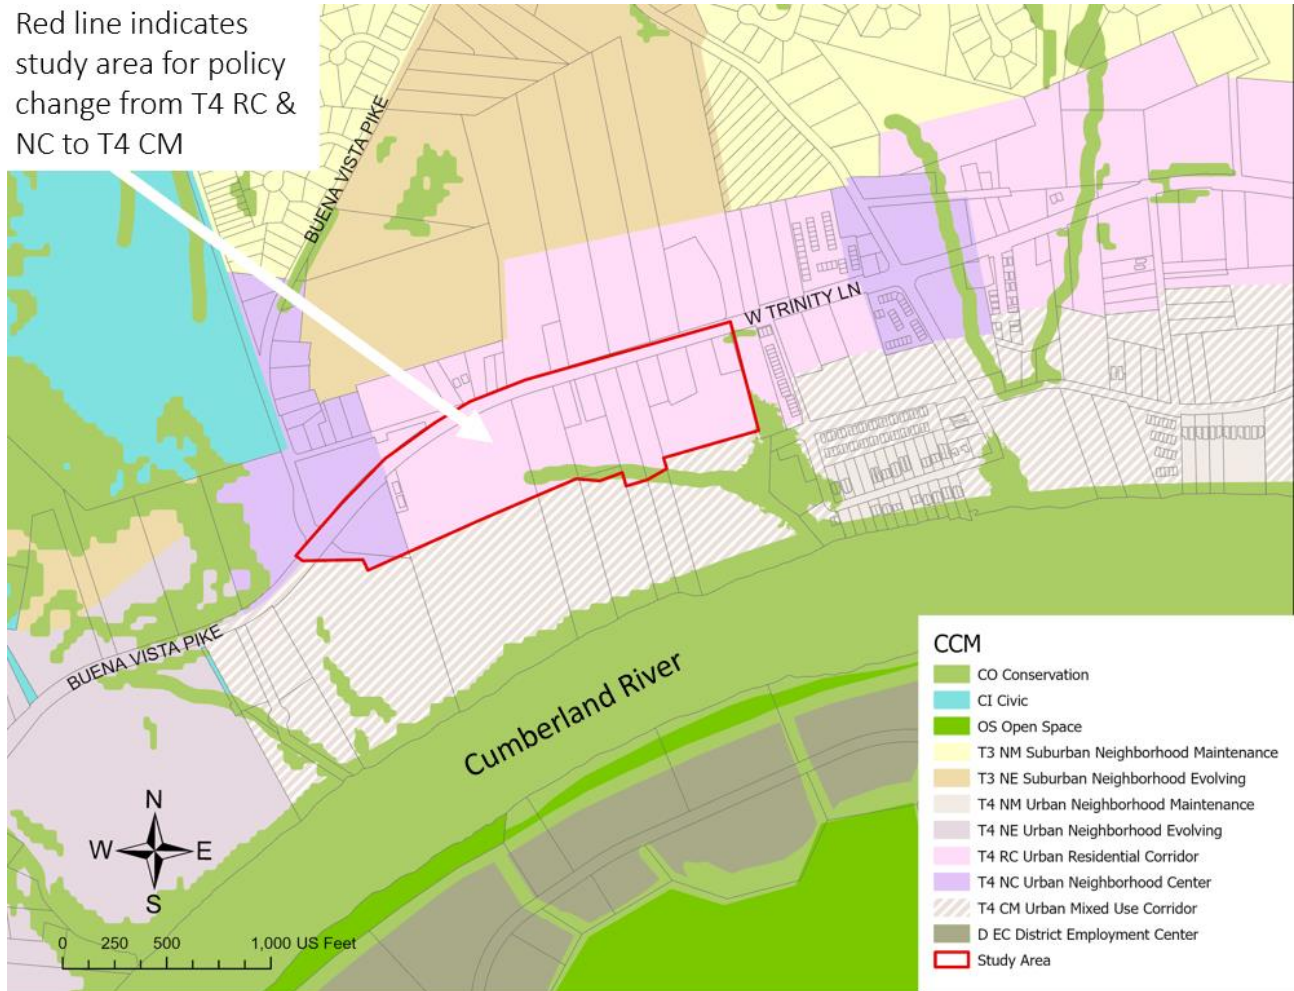 Red line indicates
study area for policy
change from T4 RC &
NC to T4 CM
BUENA VISTA PIKE
W TRINITY LN
BUENA VISTA PIKE
Cumberland River
N
W E
S
0 250 500 1,000 US Feet
CCM
CO Conservation
CI Civic
OS Open Space
T3 NM Suburban Neighborhood Maintenance
T3 NE Suburban Neighborhood Evolving
T4 NM Urban Neighborhood Maintenance
T4 NE Urban Neighborhood Evolving
T4 RC Urban Residential Corridor
T4 NC Urban Neighborhood Center
T4 CM Urban Mixed Use Corridor
D EC District Employment Center
Study Area